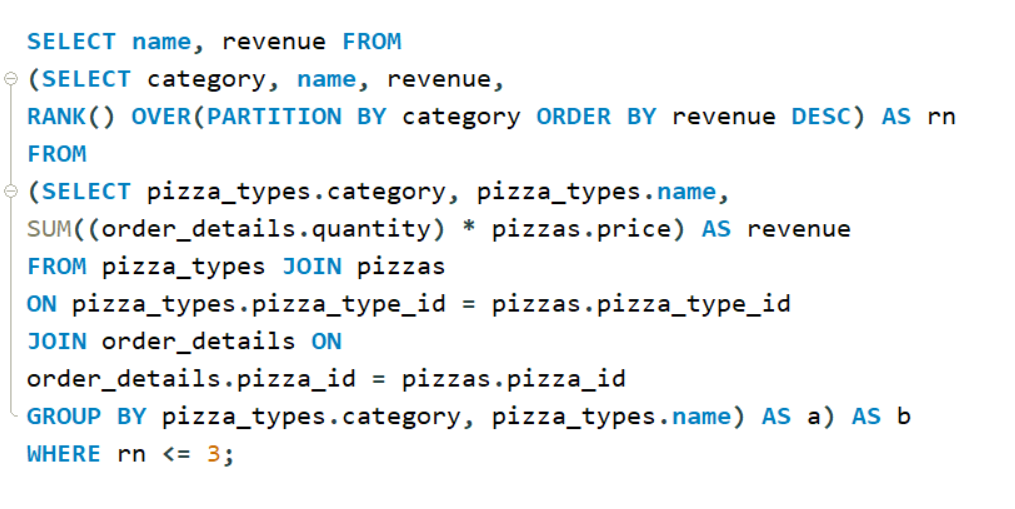 SELECT name, revenue FROM
(SELECT category, name, revenue,
RANK() OVER(PARTITION BY category ORDER BY revenue DESC) AS rn
FROM
(SELECT pizza_types.category, pizza_types.name,
SUM((order_details.quantity) * pizzas.price) AS revenue
FROM pizza_types JOIN pizzas
ON pizza_types.pizza_type_id = pizzas.pizza_type_id
JOIN order_details ON
order_details.pizza_id = pizzas.pizza_id
GROUP BY pizza_types.category, pizza_types.name) AS a) AS b
WHERE rn <= 3;